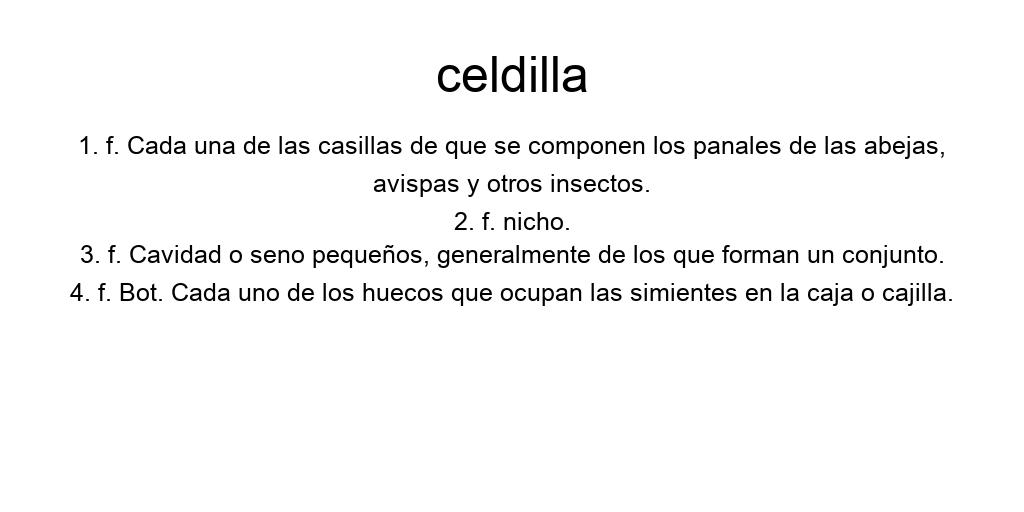 celdilla
1. f. Cada una de las casillas de que se componen los panales de las abejas,
avispas y otros insectos.
2. f. nicho.
3. f. Cavidad o seno pequeños, generalmente de los que forman un conjunto.
4. f. Bot. Cada uno de los huecos que ocupan las simientes en la caja o cajilla.